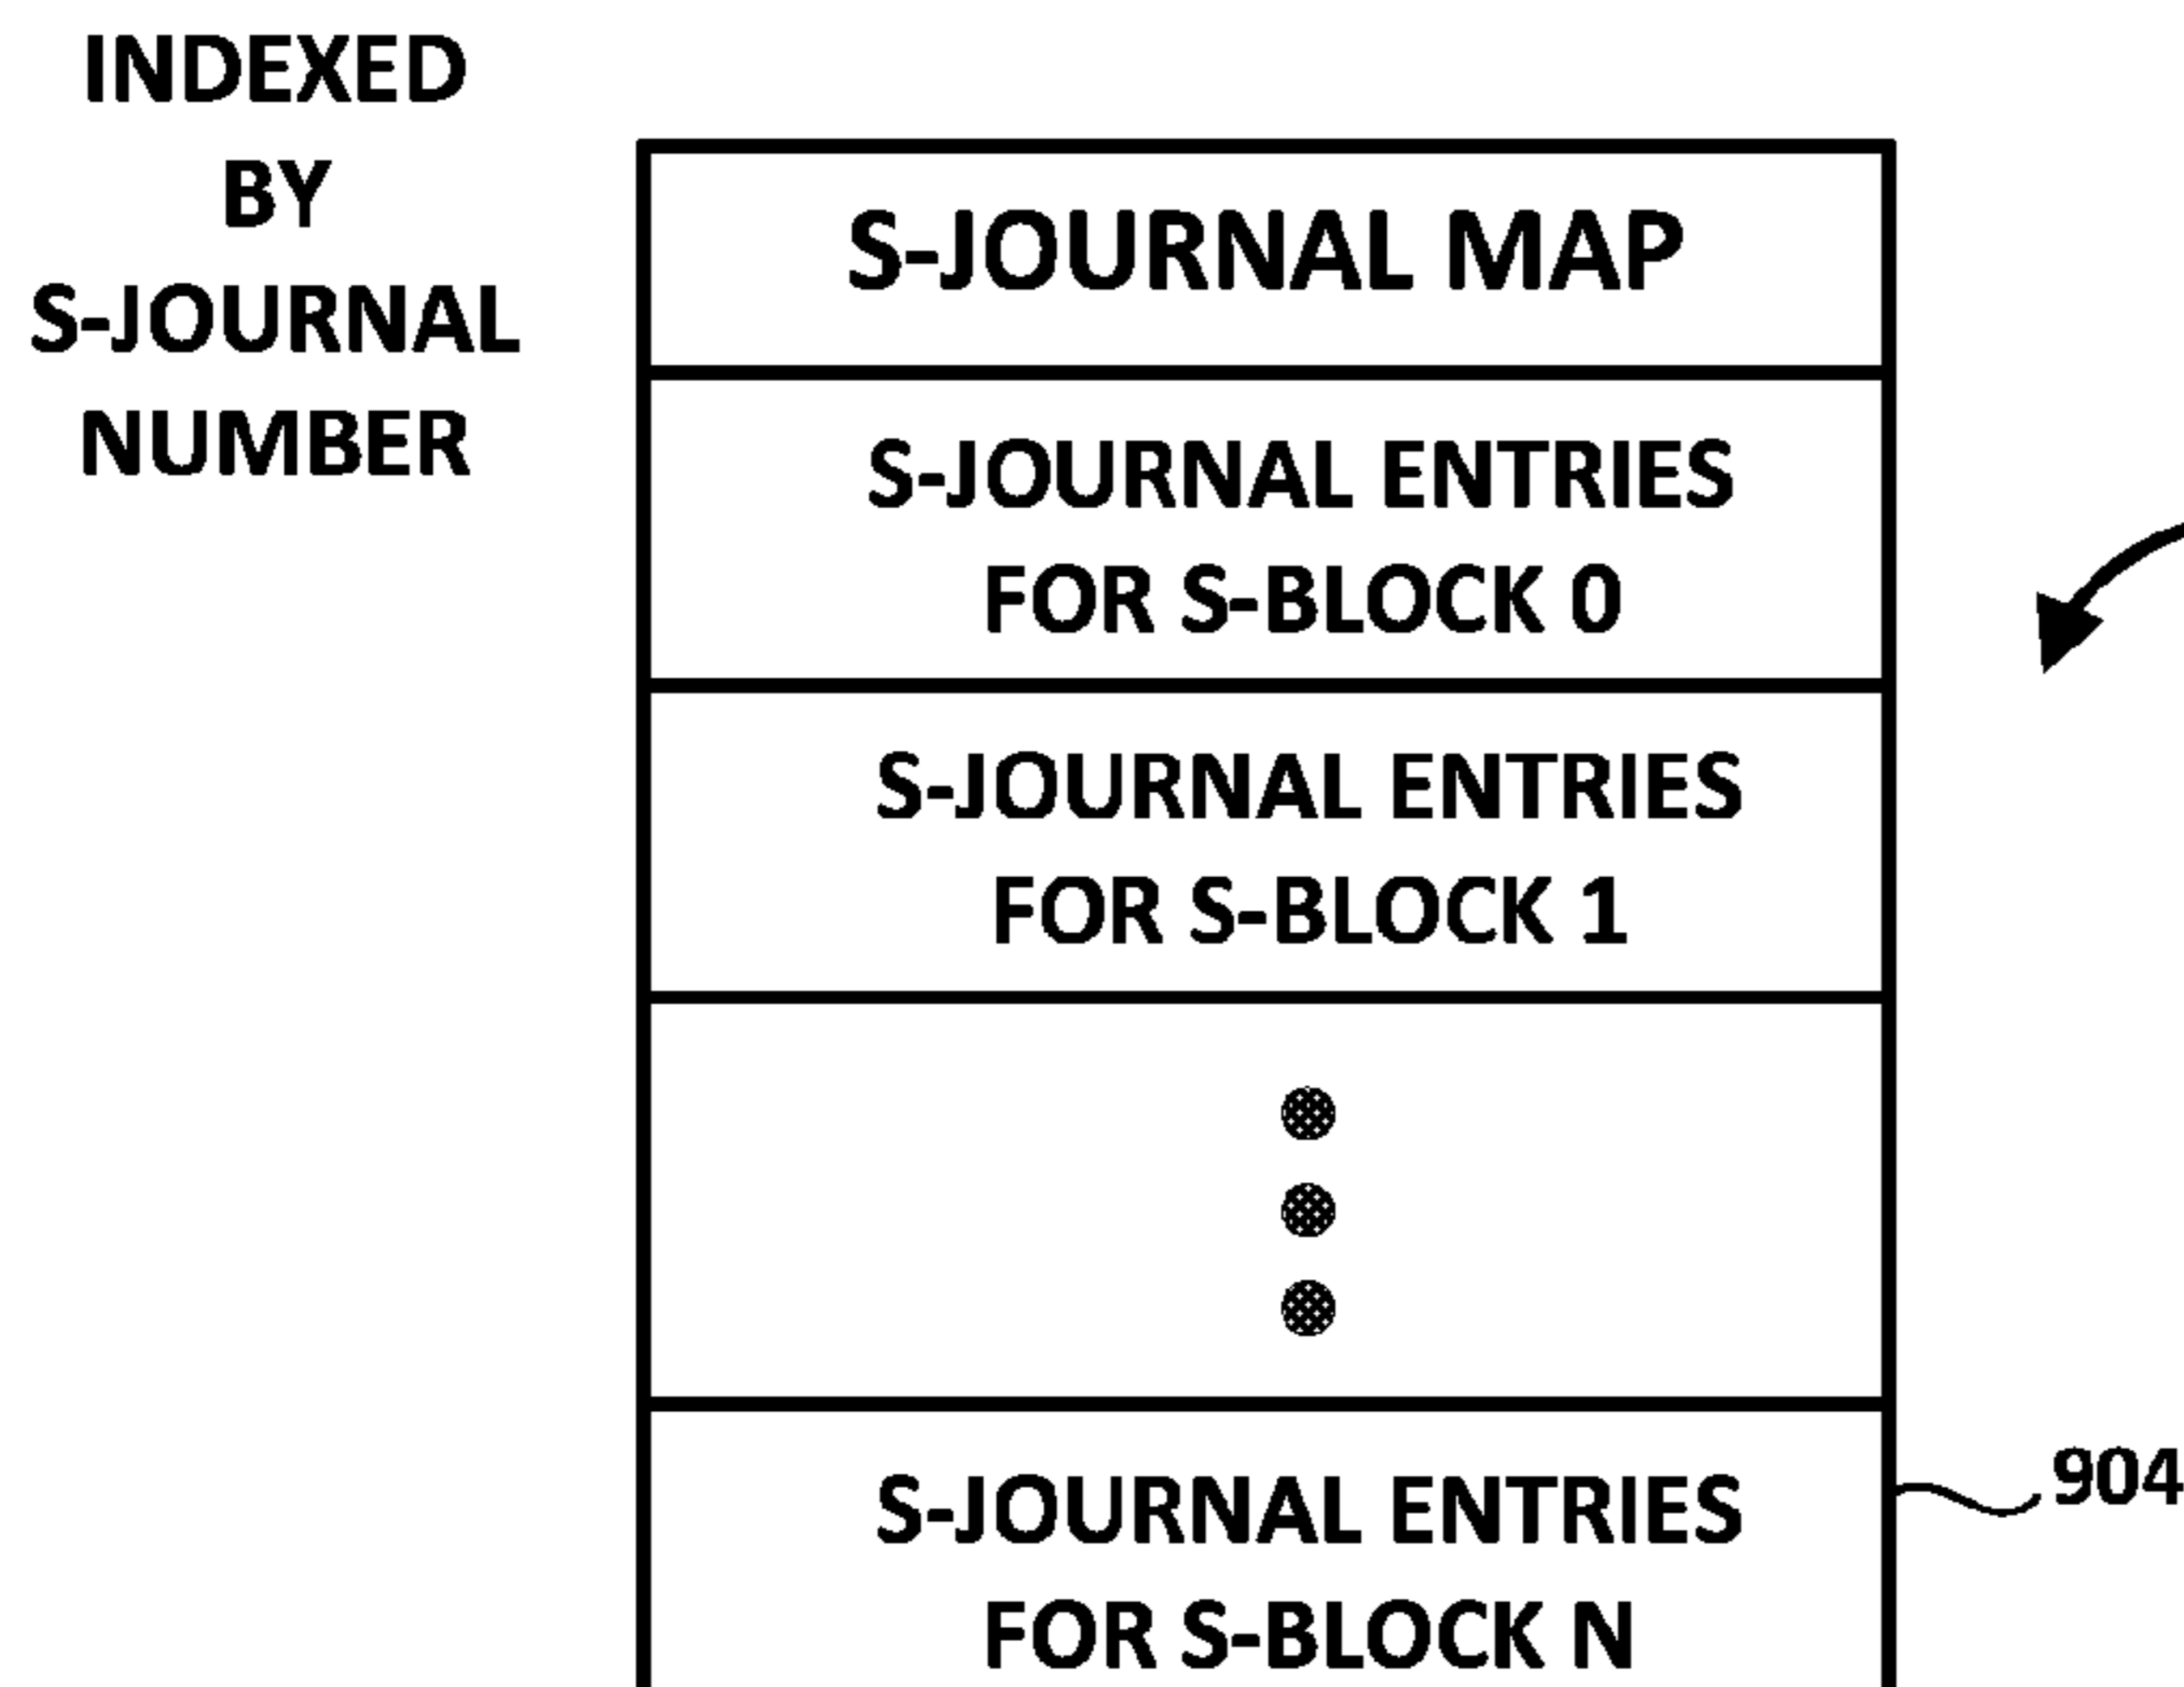 INDEXED
BY
S-JOURNAL
NUMBER
S-JOURNAL MAP
S-JOURNAL ENTRIES
FOR S-BLOCK 0
S-JOURNAL ENTRIES
FOR S-BLOCK 1
S-JOURNAL ENTRIES
FOR S-BLOCK N
904